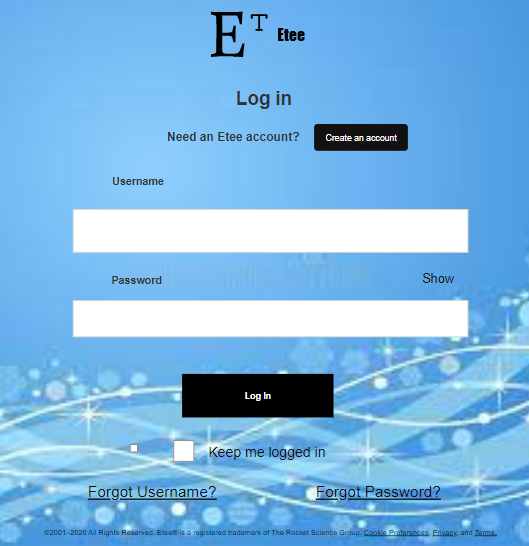 ET Etee
Log in
Need an Etee account? Create an account
Username
Password Show
Log In
Keep me logged in
Forgot Username? Forgot Password?
©2001–2020 All Rights Reserved. Etee® is a registered trademark of The Rocket Science Group. Cookie Preferences, Privacy, and Terms.